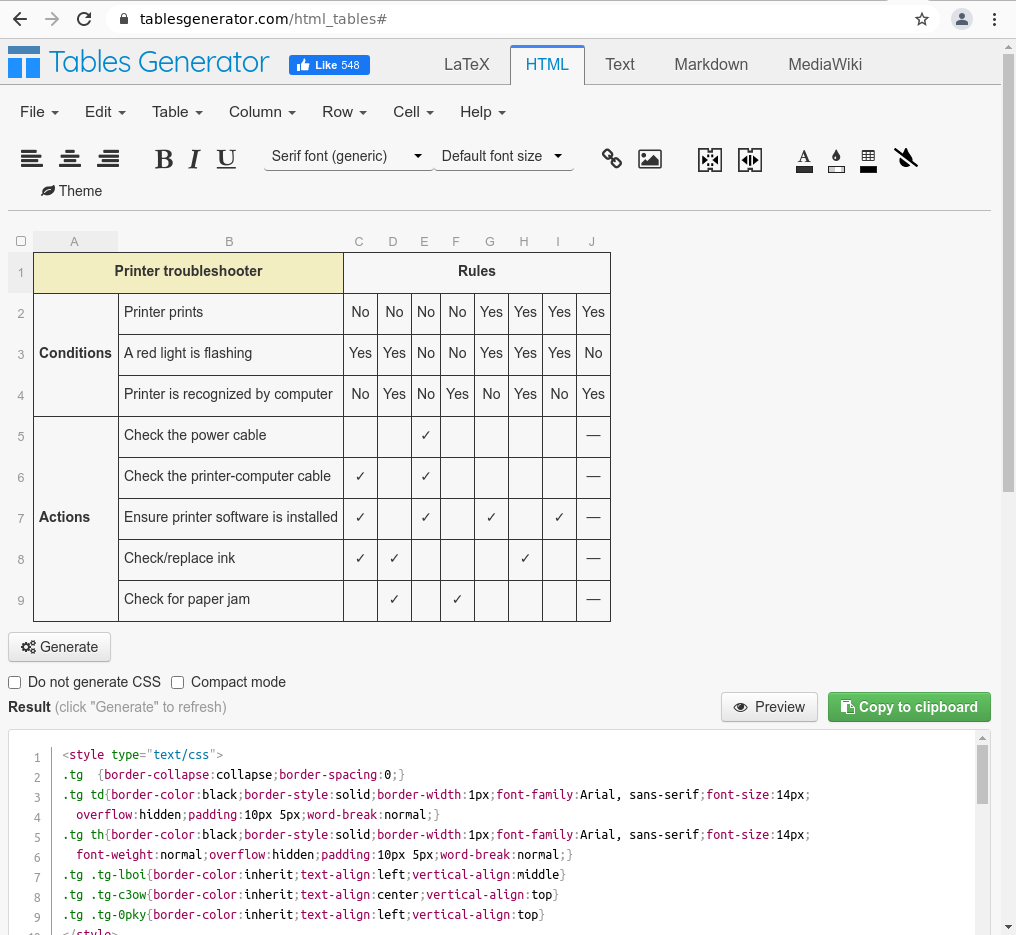 tablesgenerator.com/html_tables#
Tables Generator
Like 548
LaTeX HTML Text Markdown MediaWiki
File Edit Table Column Row Cell Help
B I U Serif font (generic) Default font size A
Theme
A B C D E F G H I J
1 Printer troubleshooter Rules
2 Printer prints No No No No Yes Yes Yes Yes
3 Conditions A red light is flashing Yes Yes No No Yes Yes Yes No
4 Printer is recognized by computer No Yes No Yes No Yes No Yes
5 Check the power cable ✓ —
6 Check the printer-computer cable ✓ ✓ —
7 Actions Ensure printer software is installed ✓ ✓ ✓ ✓ —
8 Check/replace ink ✓ ✓ ✓ —
9 Check for paper jam ✓ ✓ —
Generate
Do not generate CSS Compact mode
Result (click "Generate" to refresh) Preview Copy to clipboard
1 <style type="text/css">
2 .tg  {border-collapse:collapse;border-spacing:0;}
3 .tg td{border-color:black;border-style:solid;border-width:1px;font-family:Arial, sans-serif;font-size:14px;
4   overflow:hidden;padding:10px 5px;word-break:normal;}
5 .tg th{border-color:black;border-style:solid;border-width:1px;font-family:Arial, sans-serif;font-size:14px;
6   font-weight:normal;overflow:hidden;padding:10px 5px;word-break:normal;}
7 .tg .tg-lboi{border-color:inherit;text-align:left;vertical-align:middle}
8 .tg .tg-c3ow{border-color:inherit;text-align:center;vertical-align:top}
9 .tg .tg-0pky{border-color:inherit;text-align:left;vertical-align:top}
10 </style>